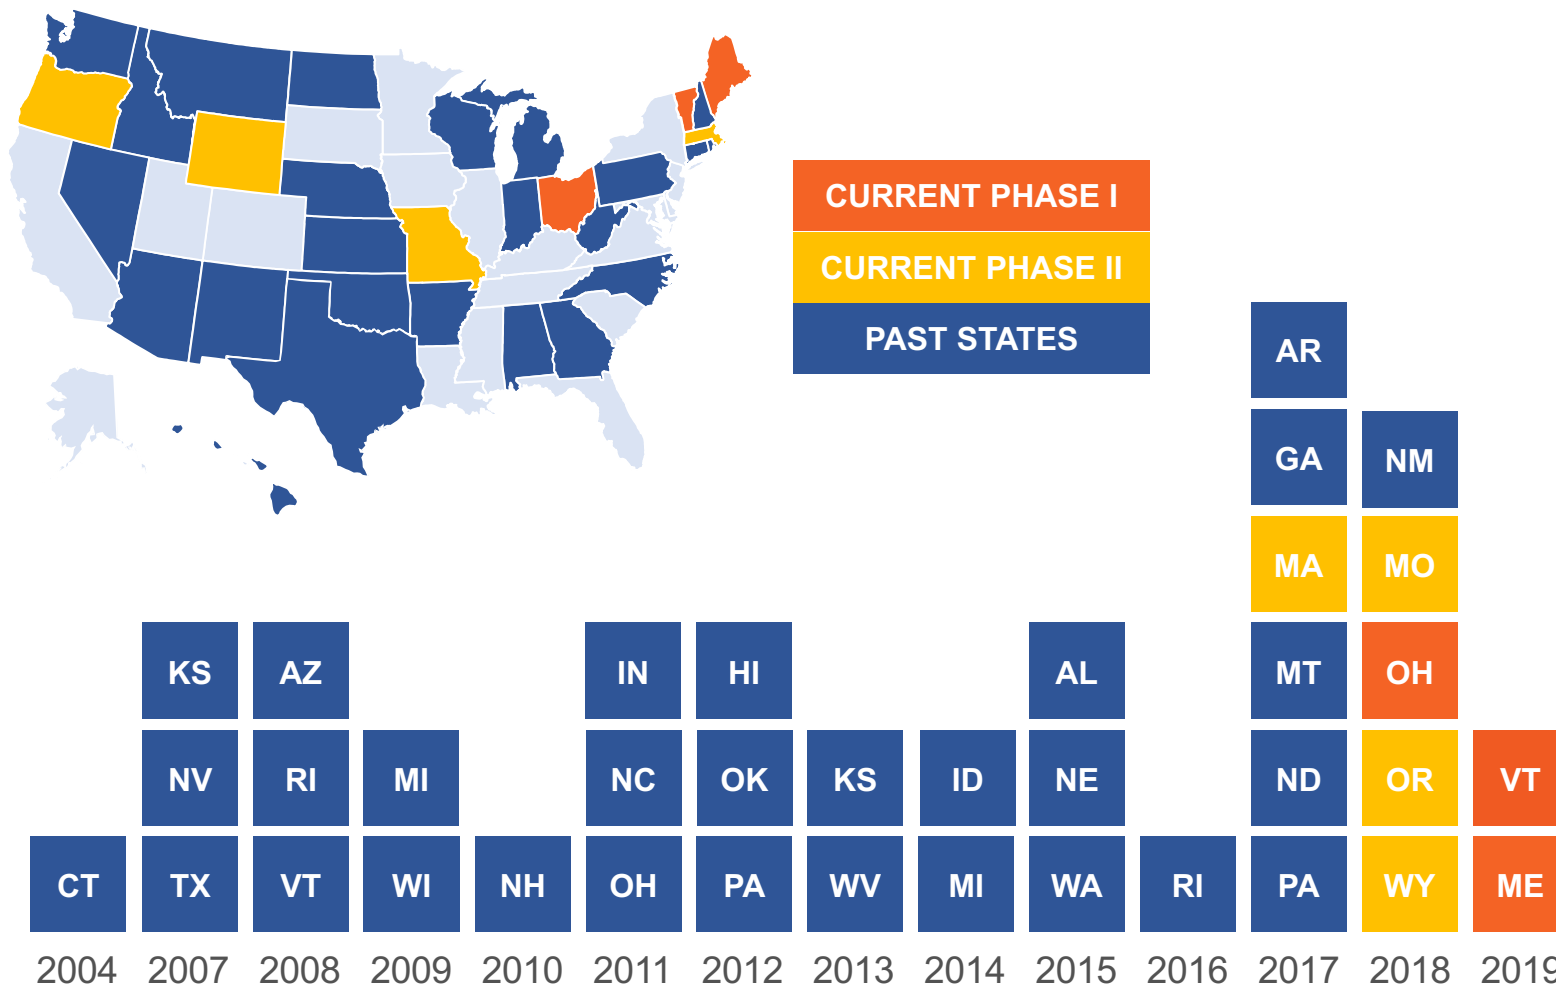 CURRENT PHASE I
CURRENT PHASE II
PAST STATES
AR
GA NM
MA MO
KS AZ IN HI AL MT OH
NV RI MI NC OK KS ID NE ND OR VT
CT TX VT WI NH OH PA WV MI WA RI PA WY ME
2004 2007 2008 2009 2010 2011 2012 2013 2014 2015 2016 2017 2018 2019